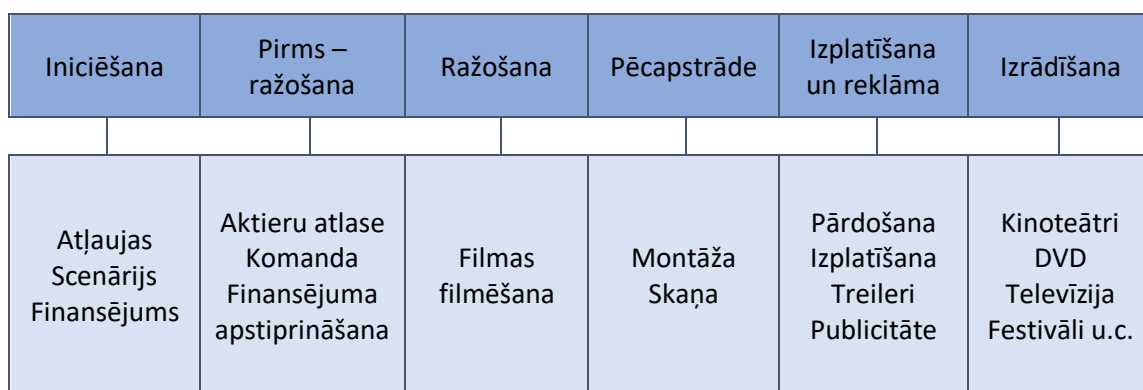 Iniciēšana
Pirms –
ražošana
Ražošana
Pēcapstrāde
Izplatīšana
un reklāma
Izrādīšana
Atļaujas
Scenārijs
Finansējums
Aktieru atlase
Komanda
Finansējuma
apstiprināšana
Filmas
filmēšana
Montāža
Skaņa
Pārdošana
Izplatīšana
Treileri
Publicitāte
Kinoteātri
DVD
Televīzija
Festivāli u.c.